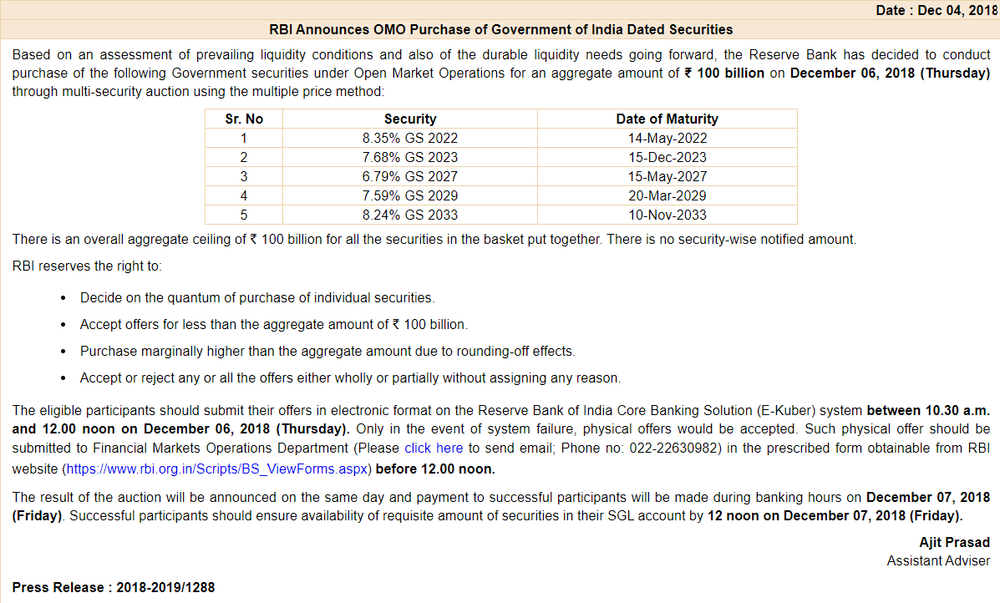 Date : Dec 04, 2018
RBI Announces OMO Purchase of Government of India Dated Securities
Based on an assessment of prevailing liquidity conditions and also of the durable liquidity needs going forward, the Reserve Bank has decided to conduct
purchase of the following Government securities under Open Market Operations for an aggregate amount of ₹ 100 billion on December 06, 2018 (Thursday)
through multi-security auction using the multiple price method:
Sr. No Security Date of Maturity
1 8.35% GS 2022 14-May-2022
2 7.68% GS 2023 15-Dec-2023
3 6.79% GS 2027 15-May-2027
4 7.59% GS 2029 20-Mar-2029
5 8.24% GS 2033 10-Nov-2033
There is an overall aggregate ceiling of ₹ 100 billion for all the securities in the basket put together. There is no security-wise notified amount.
RBI reserves the right to:
• Decide on the quantum of purchase of individual securities.
• Accept offers for less than the aggregate amount of ₹ 100 billion.
• Purchase marginally higher than the aggregate amount due to rounding-off effects.
• Accept or reject any or all the offers either wholly or partially without assigning any reason.
The eligible participants should submit their offers in electronic format on the Reserve Bank of India Core Banking Solution (E-Kuber) system between 10.30 a.m.
and 12.00 noon on December 06, 2018 (Thursday). Only in the event of system failure, physical offers would be accepted. Such physical offer should be
submitted to Financial Markets Operations Department (Please click here to send email; Phone no: 022-22630982) in the prescribed form obtainable from RBI
website (https://www.rbi.org.in/Scripts/BS_ViewForms.aspx) before 12.00 noon.
The result of the auction will be announced on the same day and payment to successful participants will be made during banking hours on December 07, 2018
(Friday). Successful participants should ensure availability of requisite amount of securities in their SGL account by 12 noon on December 07, 2018 (Friday).
Ajit Prasad
Assistant Adviser
Press Release : 2018-2019/1288